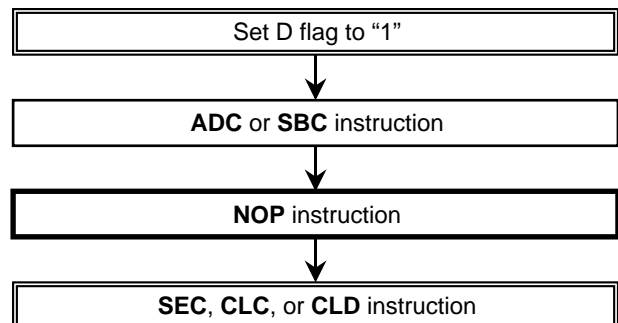 Set D flag to “1”
ADC or SBC instruction
NOP instruction
SEC, CLC, or CLD instruction